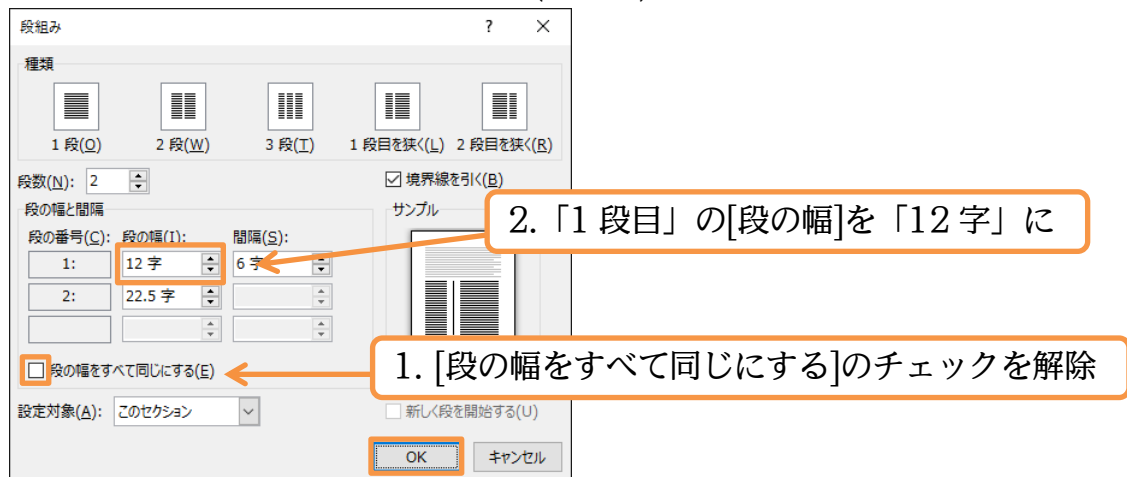 段組み ? ×
種類
1 段(O) 2 段(W) 3 段(T) 1 段目を狭く(L) 2 段目を狭く(R)
段数(N): 2 境界線を引く(B)
段の幅と間隔 サンプル
2.「1 段目」の[段の幅]を「12 字」に
段の番号(C): 段の幅(I): 間隔(S):
1: 12 字 6 字
2: 22.5 字
1. [段の幅をすべて同じにする]のチェックを解除
段の幅をすべて同じにする(E)
設定対象(A): このセクション 新しく段を開始する(U)
OK キャンセル